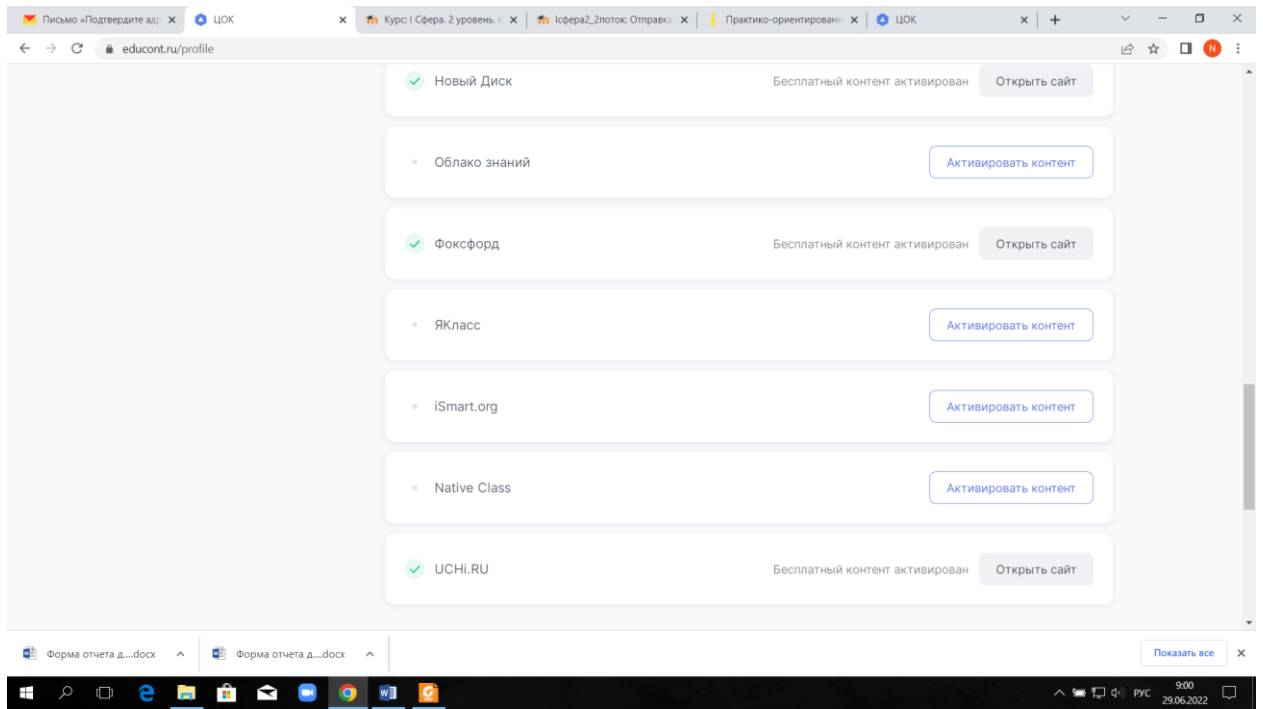 Письмо «Подтвердите адр
ЦОК
Курс: I Сфера. 2 уровень.
Iсфера2_2поток: Отправка
Практико-ориентированн
ЦОК
educont.ru/profile
N
Новый Диск Бесплатный контент активирован Открыть сайт
Облако знаний Активировать контент
Фоксфорд Бесплатный контент активирован Открыть сайт
ЯКласс Активировать контент
iSmart.org Активировать контент
Native Class Активировать контент
UCHi.RU Бесплатный контент активирован Открыть сайт
Форма отчета д....docx Форма отчета д....docx Показать все
9:00
РУС
29.06.2022